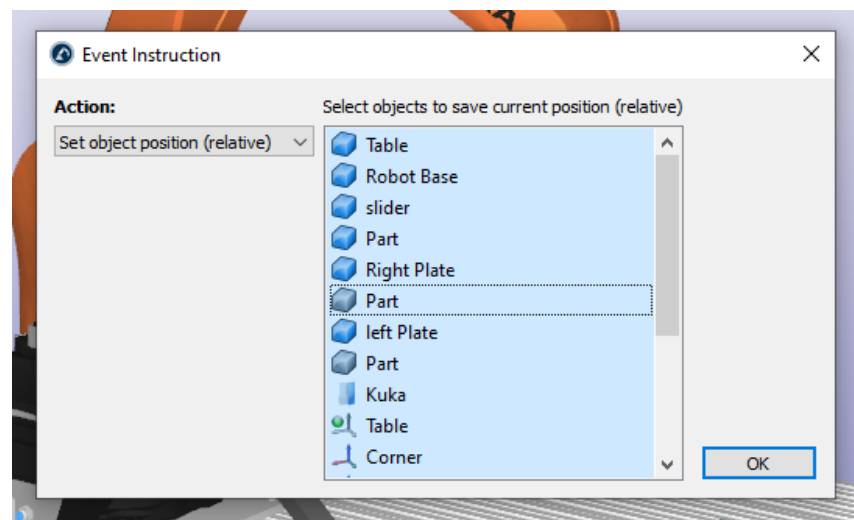 Event Instruction
Action:
Select objects to save current position (relative)
Set object position (relative)
Table
Robot Base
slider
Part
Right Plate
Part
left Plate
Part
Kuka
Table
Corner
OK